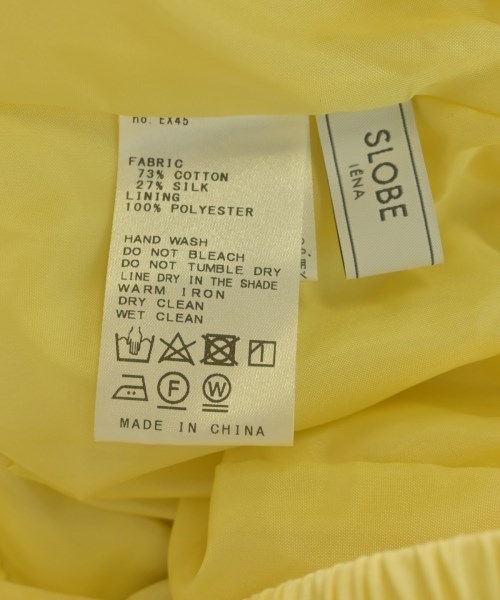 no. EX45
FABRIC
73% COTTON
27% SILK
LINING
100% POLYESTER
HAND WASH
DO NOT BLEACH
DO NOT TUMBLE DRY
LINE DRY IN THE SHADE
WARM IRON
DRY CLEAN
WET CLEAN
F W
MADE IN CHINA
SLOBE
IÉNA